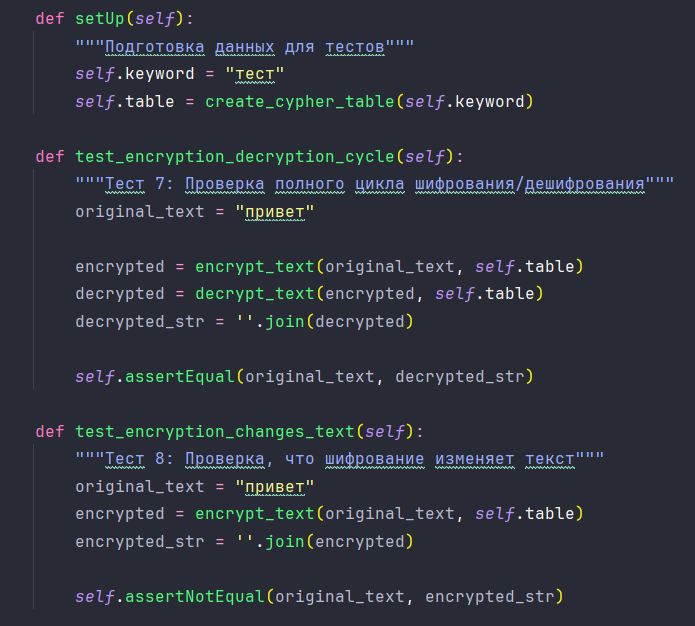 def setUp(self):
"""Подготовка данных для тестов"""
self.keyword = "тест"
self.table = create_cypher_table(self.keyword)
def test_encryption_decryption_cycle(self):
"""Тест 7: Проверка полного цикла шифрования/дешифрования"""
original_text = "привет"
encrypted = encrypt_text(original_text, self.table)
decrypted = decrypt_text(encrypted, self.table)
decrypted_str = ''.join(decrypted)
self.assertEqual(original_text, decrypted_str)
def test_encryption_changes_text(self):
"""Тест 8: Проверка, что шифрование изменяет текст"""
original_text = "привет"
encrypted = encrypt_text(original_text, self.table)
encrypted_str = ''.join(encrypted)
self.assertNotEqual(original_text, encrypted_str)